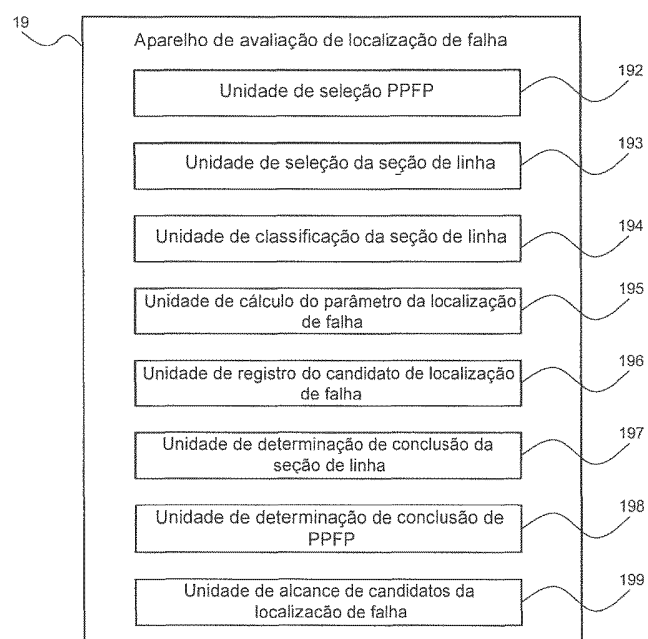 19
Aparelho de avaliação de localização de falha
Unidade de seleção PPFP
192
Unidade de seleção da seção de linha
193
Unidade de classificação da seção de linha
194
Unidade de cálculo do parâmetro da localização
de falha
195
Unidade de registro do candidato de localização
de falha
196
Unidade de determinação de conclusão da
seção de linha
197
Unidade de determinação de conclusão de
PPFP
198
Unidade de alcance de candidatos da
localização de falha
199